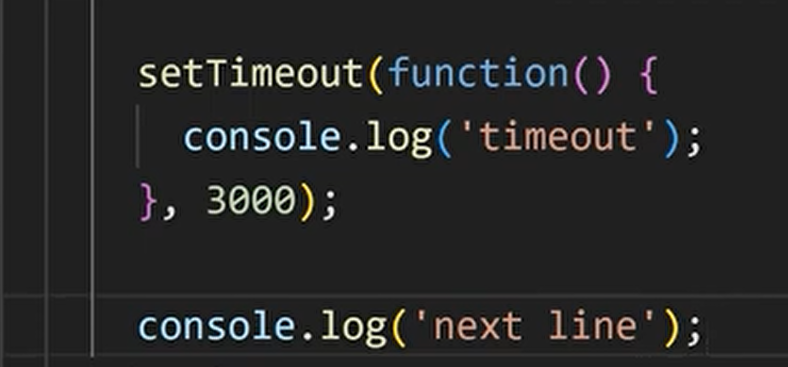 setTimeout(function() {
  console.log('timeout');
}, 3000);
console.log('next line');